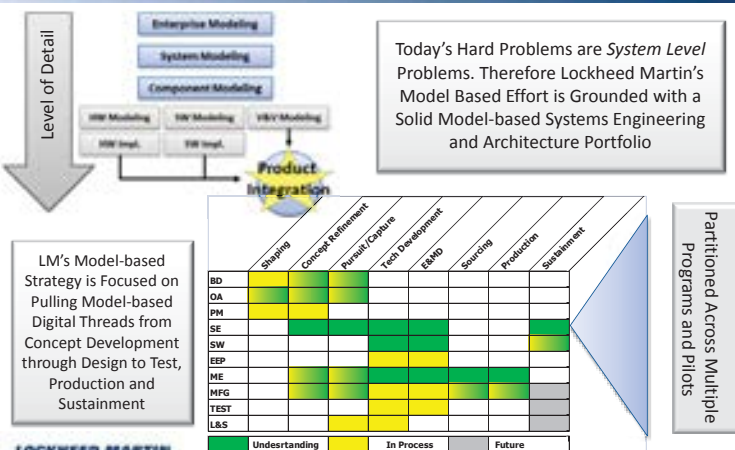 Level of Detail
Enterprise Modeling
System Modeling
Component Modeling
HW Modeling
SW Modeling
V&V Modeling
HW Impl.
SW Impl.
Product
Integration
Today's Hard Problems are System Level
Problems. Therefore Lockheed Martin's
Model Based Effort is Grounded with a
Solid Model-based Systems Engineering
and Architecture Portfolio
LM's Model-based
Strategy is Focused on
Pulling Model-based
Digital Threads from
Concept Development
through Design to Test,
Production and
Sustainment
Shaping
Concept Refinement
Pursuit/Capture
Tech Development
E&MD
Sourcing
Production
Sustainment
BD
OA
PM
SE
SW
EEP
ME
MFG
TEST
L&S
Undesrtanding
In Process
Future
Partitioned Across Multiple
Programs and Pilots
LOCKHEED MARTIN